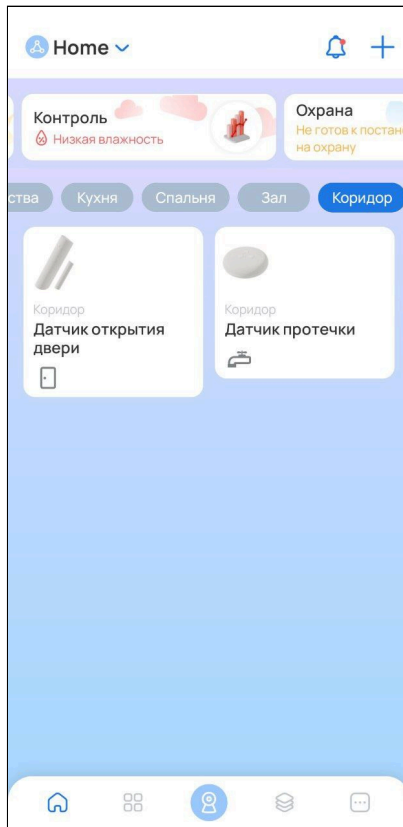 Home
Контроль
Низкая влажность
Охрана
Не готов к постан
на охрану
ства
Кухня
Спальня
Зал
Коридор
Коридор
Датчик открытия
двери
Коридор
Датчик протечки